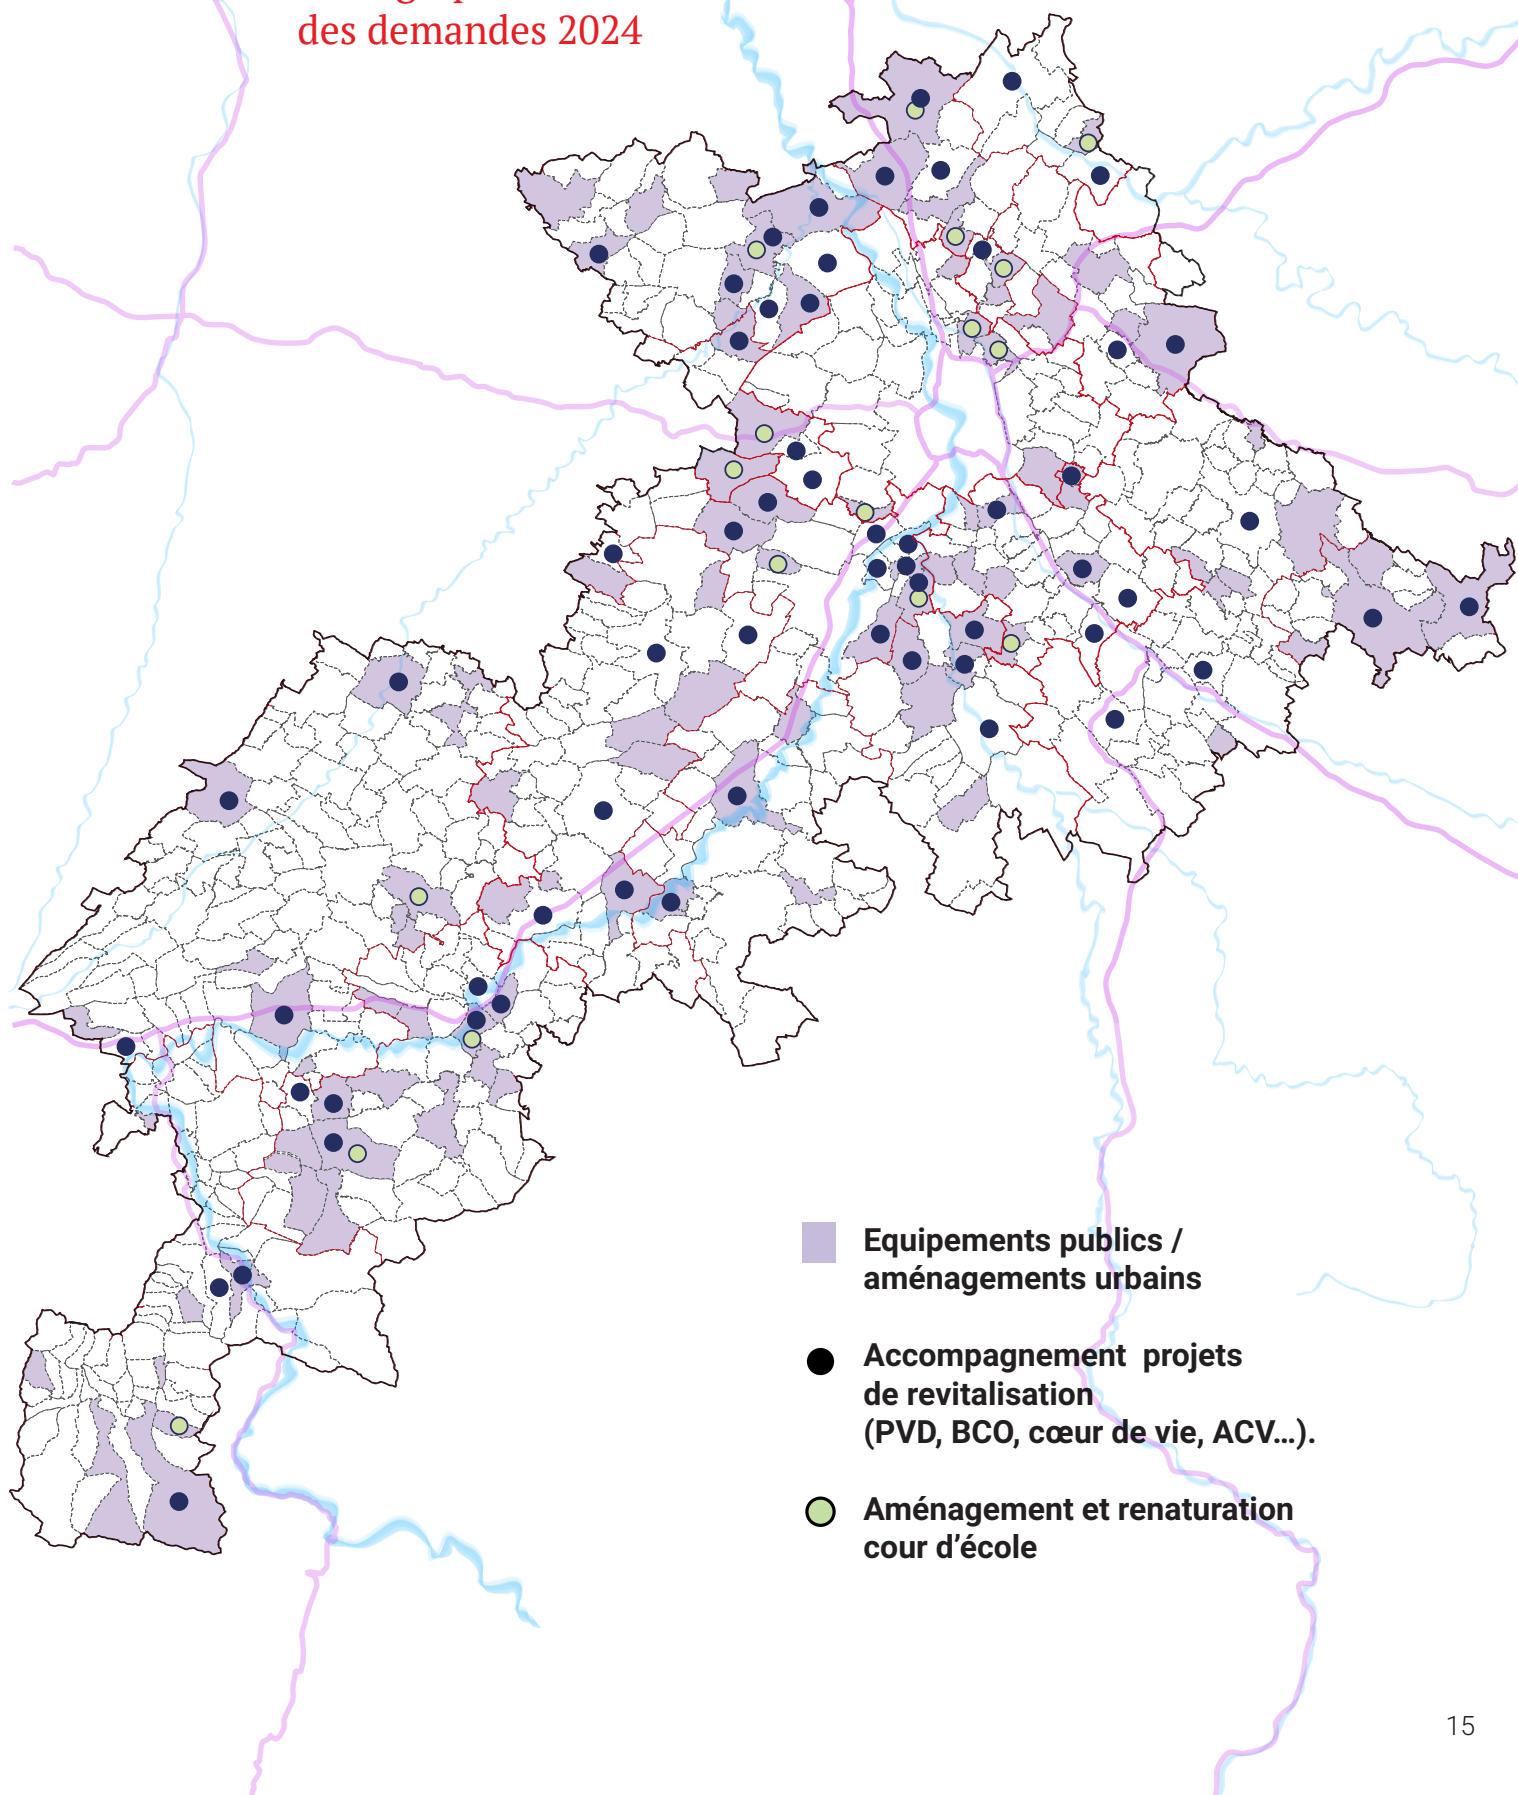 des demandes 2024
Equipements publics /
aménagements urbains
Accompagnement projets
de revitalisation
(PVD, BCO, cœur de vie, ACV...).
Aménagement et renaturation
cour d’école
15